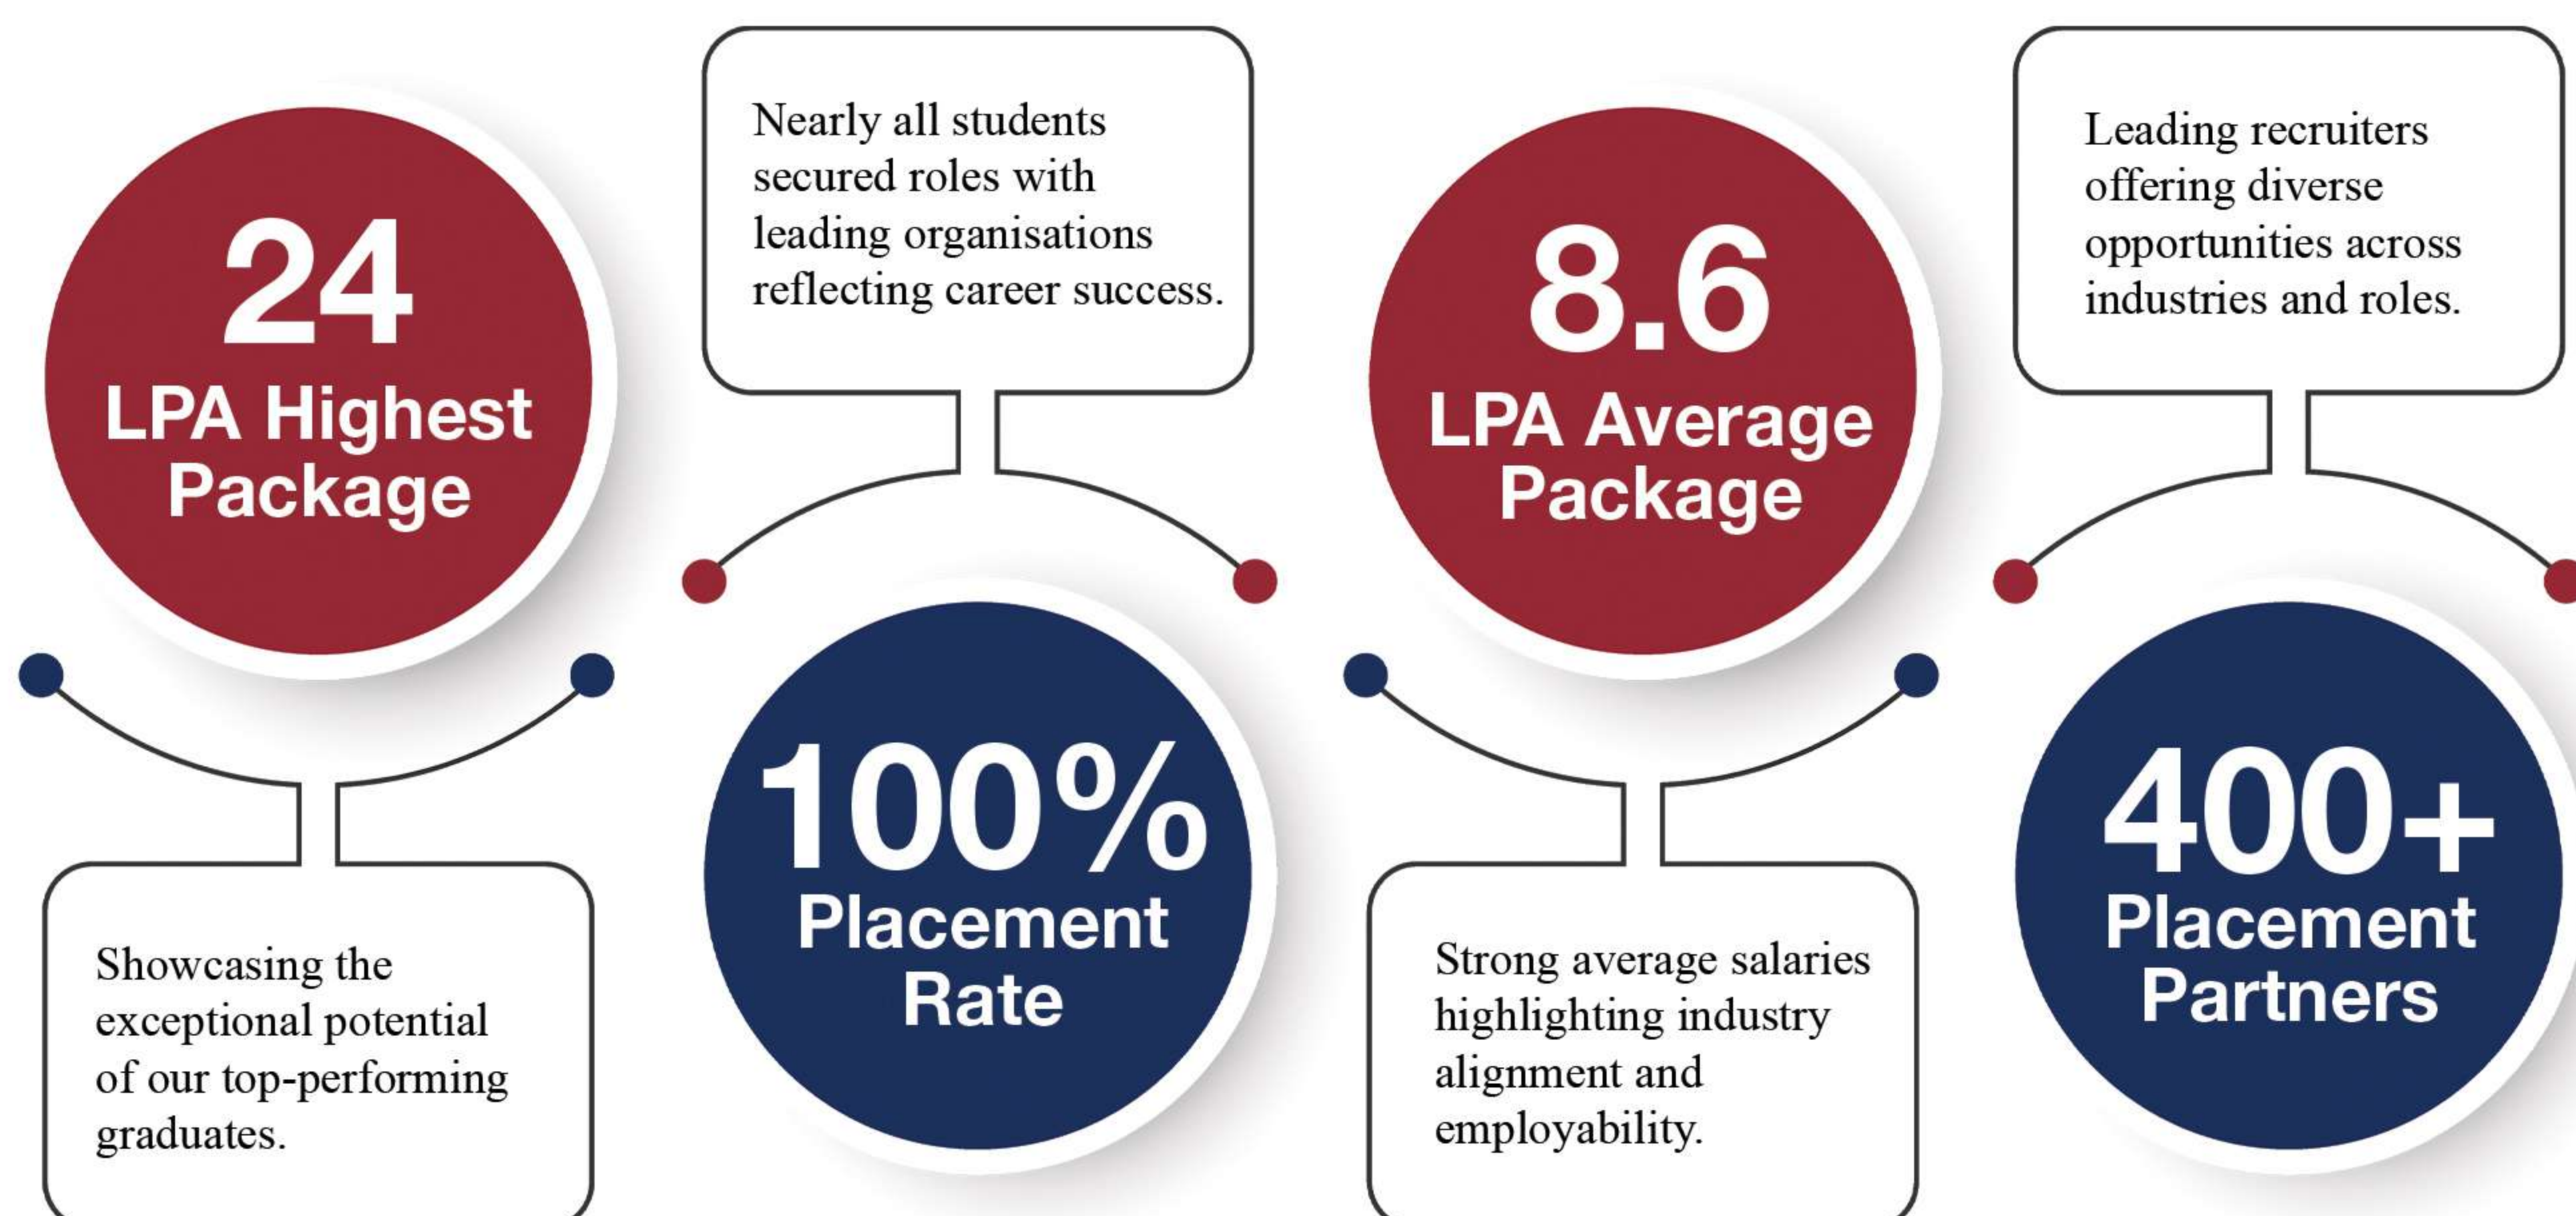 24
LPA Highest
Package
Showcasing the
exceptional potential
of our top-performing
graduates.
Nearly all students
secured roles with
leading organisations
reflecting career success.
100%
Placement
Rate
8.6
LPA Average
Package
Strong average salaries
highlighting industry
alignment and
employability.
Leading recruiters
offering diverse
opportunities across
industries and roles.
400+
Placement
Partners